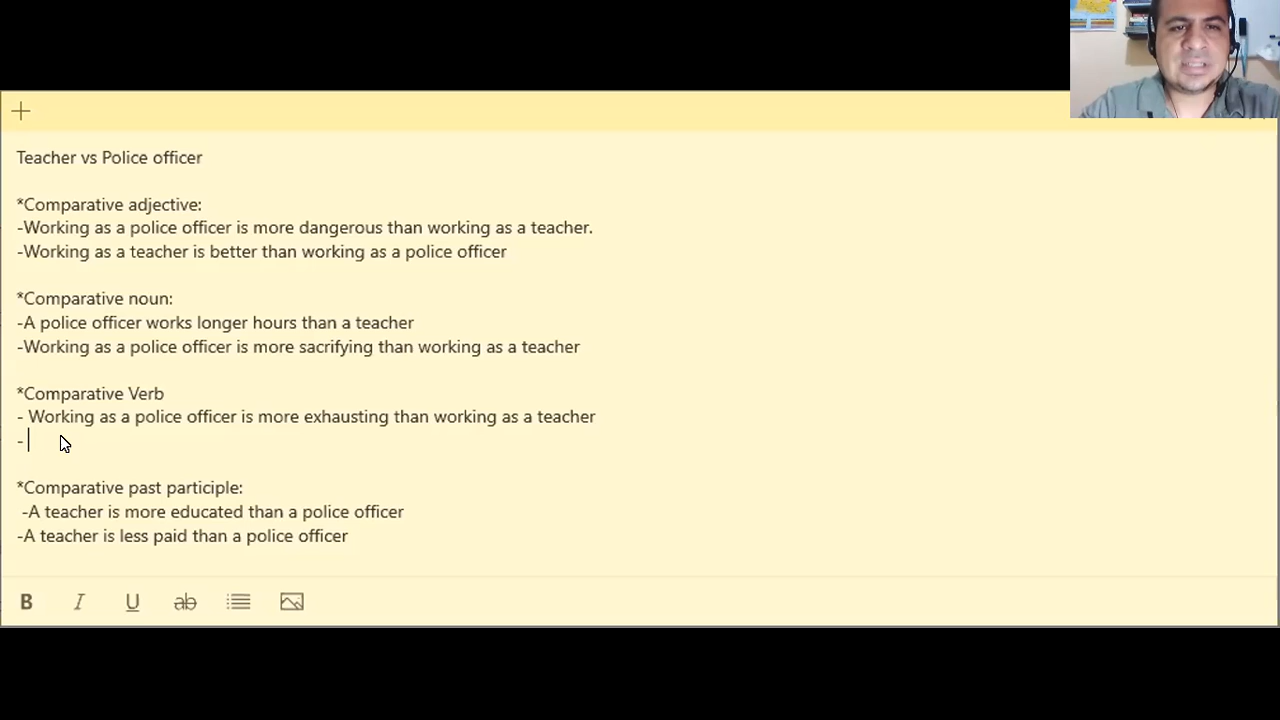 Teacher vs Police officer
*Comparative adjective:
-Working as a police officer is more dangerous than working as a teacher.
-Working as a teacher is better than working as a police officer
*Comparative noun:
-A police officer works longer hours than a teacher
-Working as a police officer is more sacrifying than working as a teacher
*Comparative Verb
- Working as a police officer is more exhausting than working as a teacher
-
*Comparative past participle:
-A teacher is more educated than a police officer
-A teacher is less paid than a police officer
B I U ab